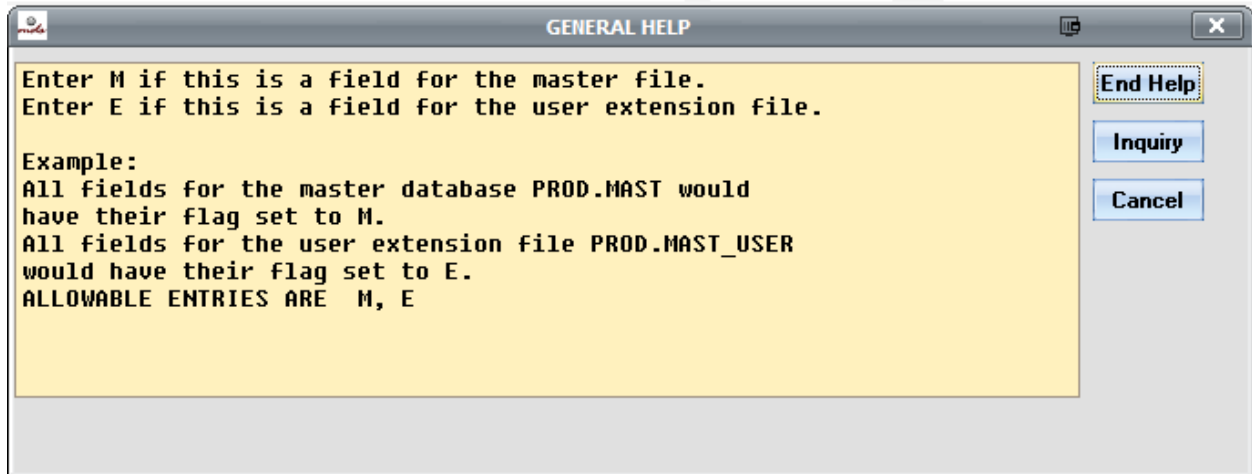 GENERAL HELP
Enter M if this is a field for the master file.
Enter E if this is a field for the user extension file.
Example:
All fields for the master database PROD.MAST would
have their flag set to M.
All fields for the user extension file PROD.MAST_USER
would have their flag set to E.
ALLOWABLE ENTRIES ARE  M, E
End Help
Inquiry
Cancel